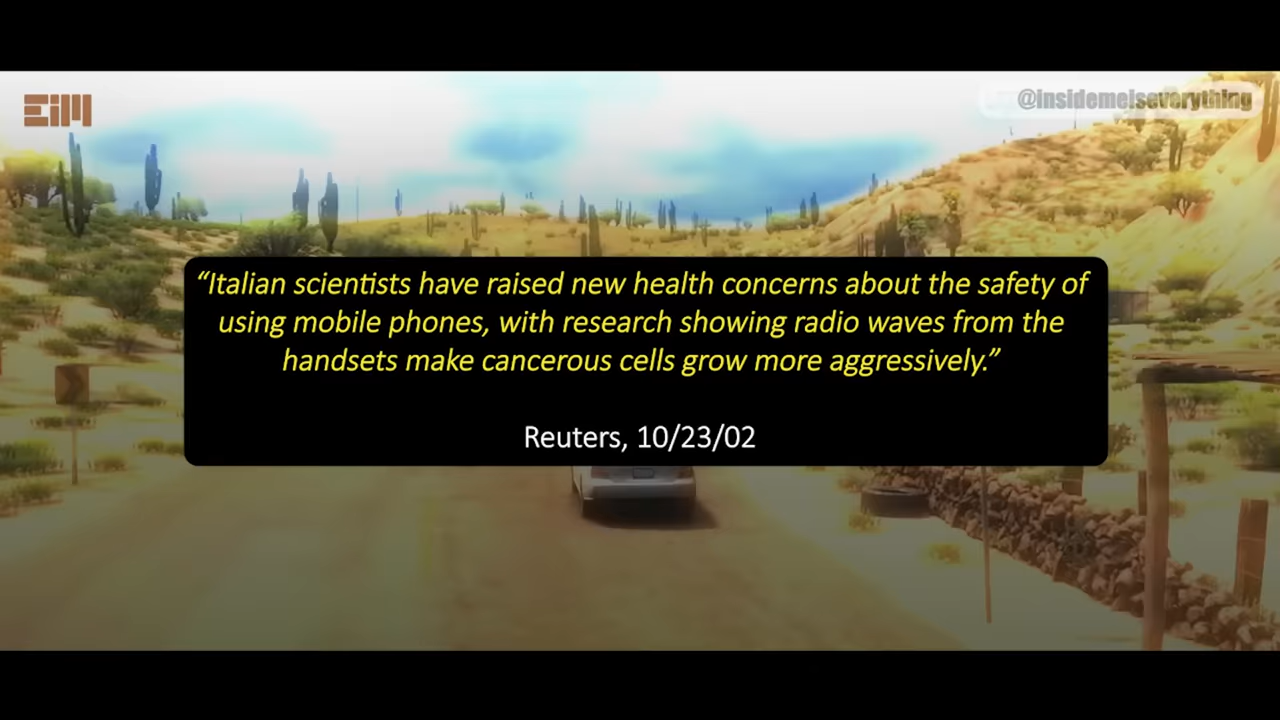 EiM
@insidemeiseverything
“Italian scientists have raised new health concerns about the safety of
using mobile phones, with research showing radio waves from the
handsets make cancerous cells grow more aggressively.”
Reuters, 10/23/02